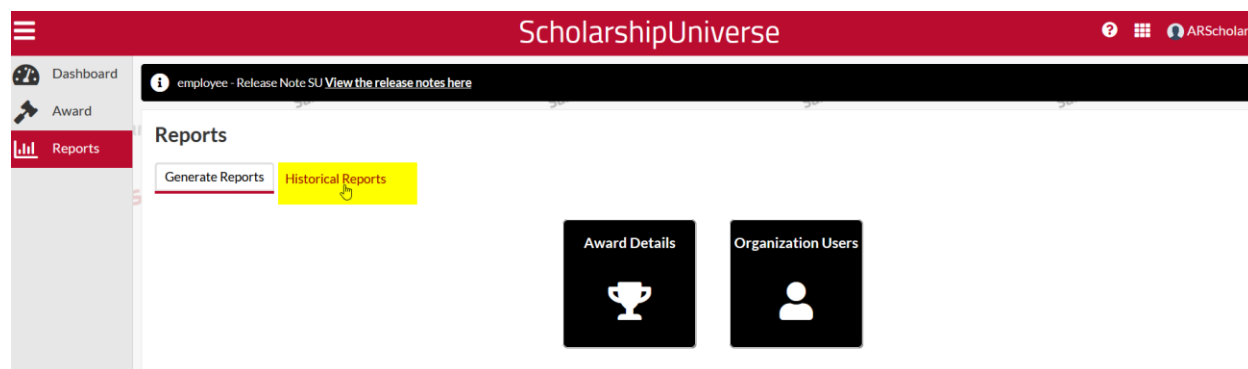 ScholarshipUniverse
ARScholar
Dashboard
Award
Reports
employee - Release Note SU View the release notes here
Reports
Generate Reports
Historical Reports
Award Details
Organization Users